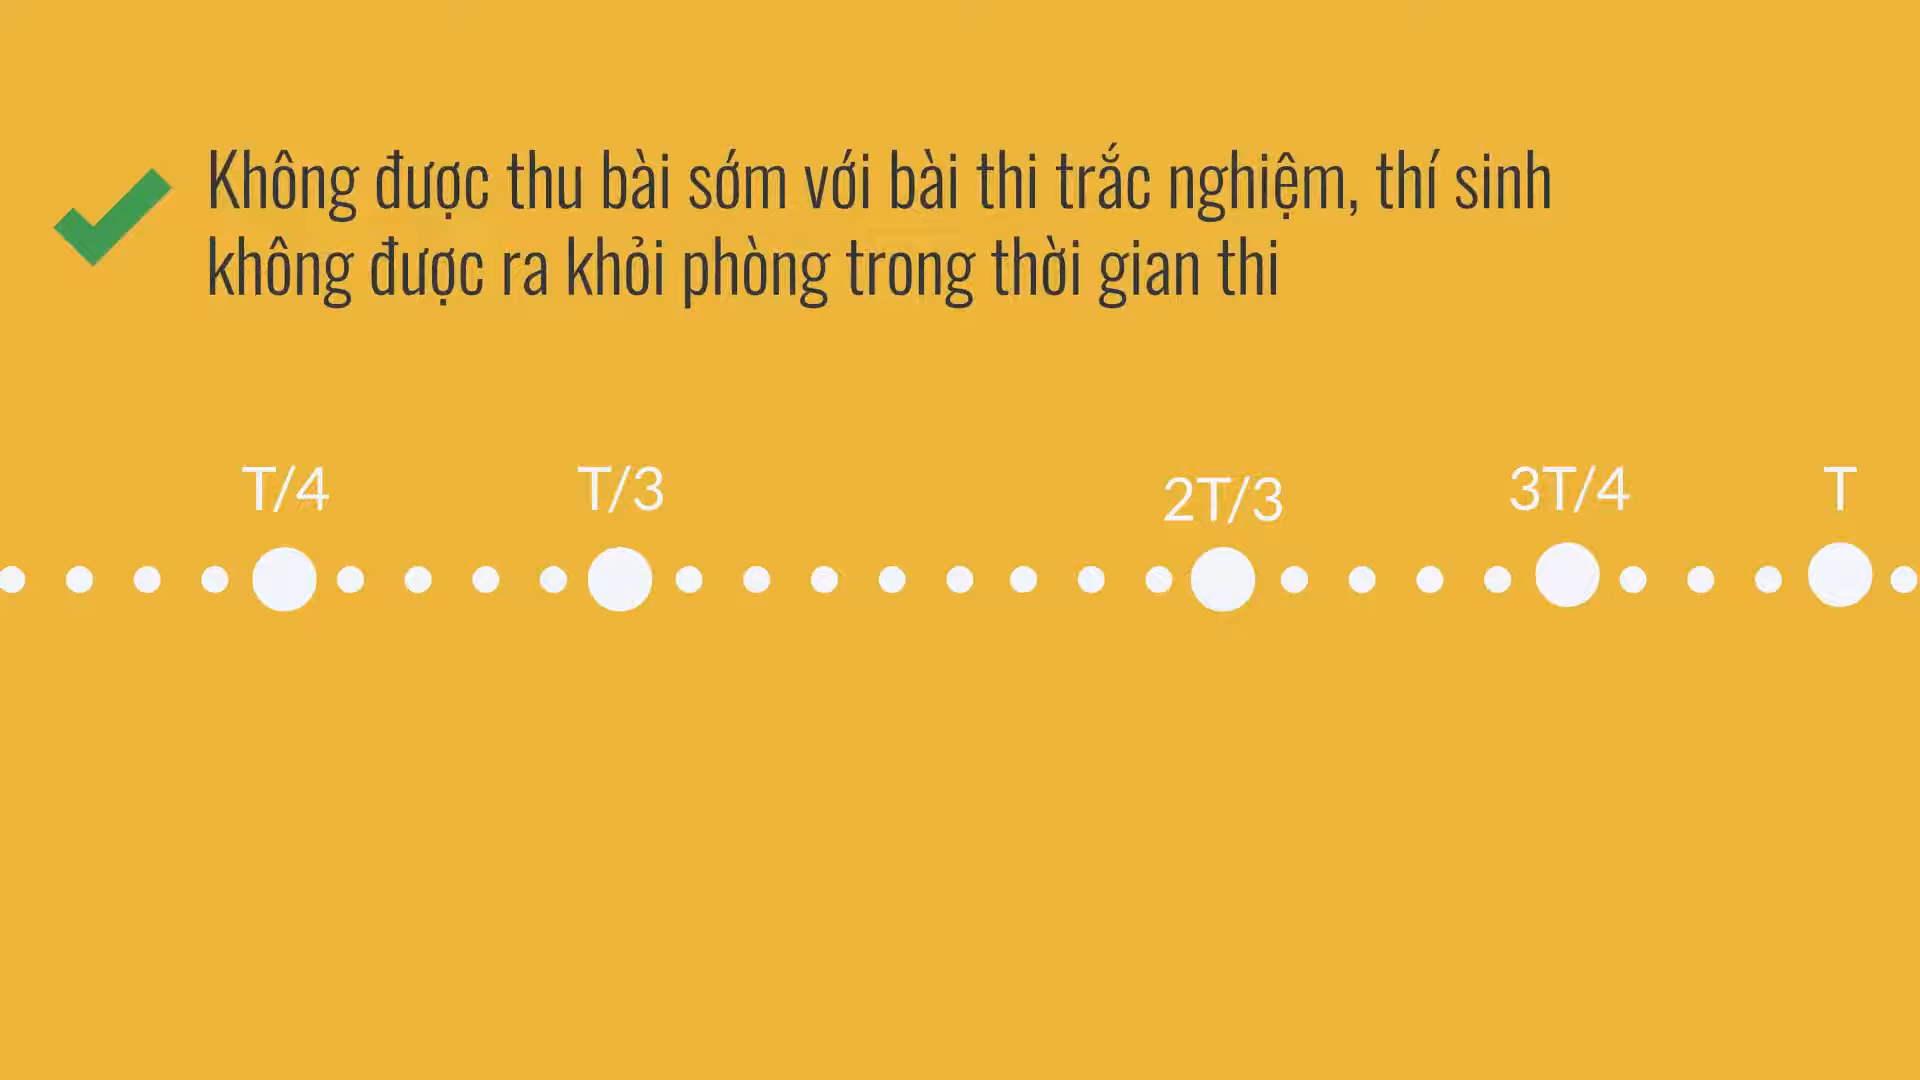 Không được thu bài sớm với bài thi trắc nghiệm, thí sinh
không được ra khỏi phòng trong thời gian thi
T/4 T/3 2T/3 3T/4 T